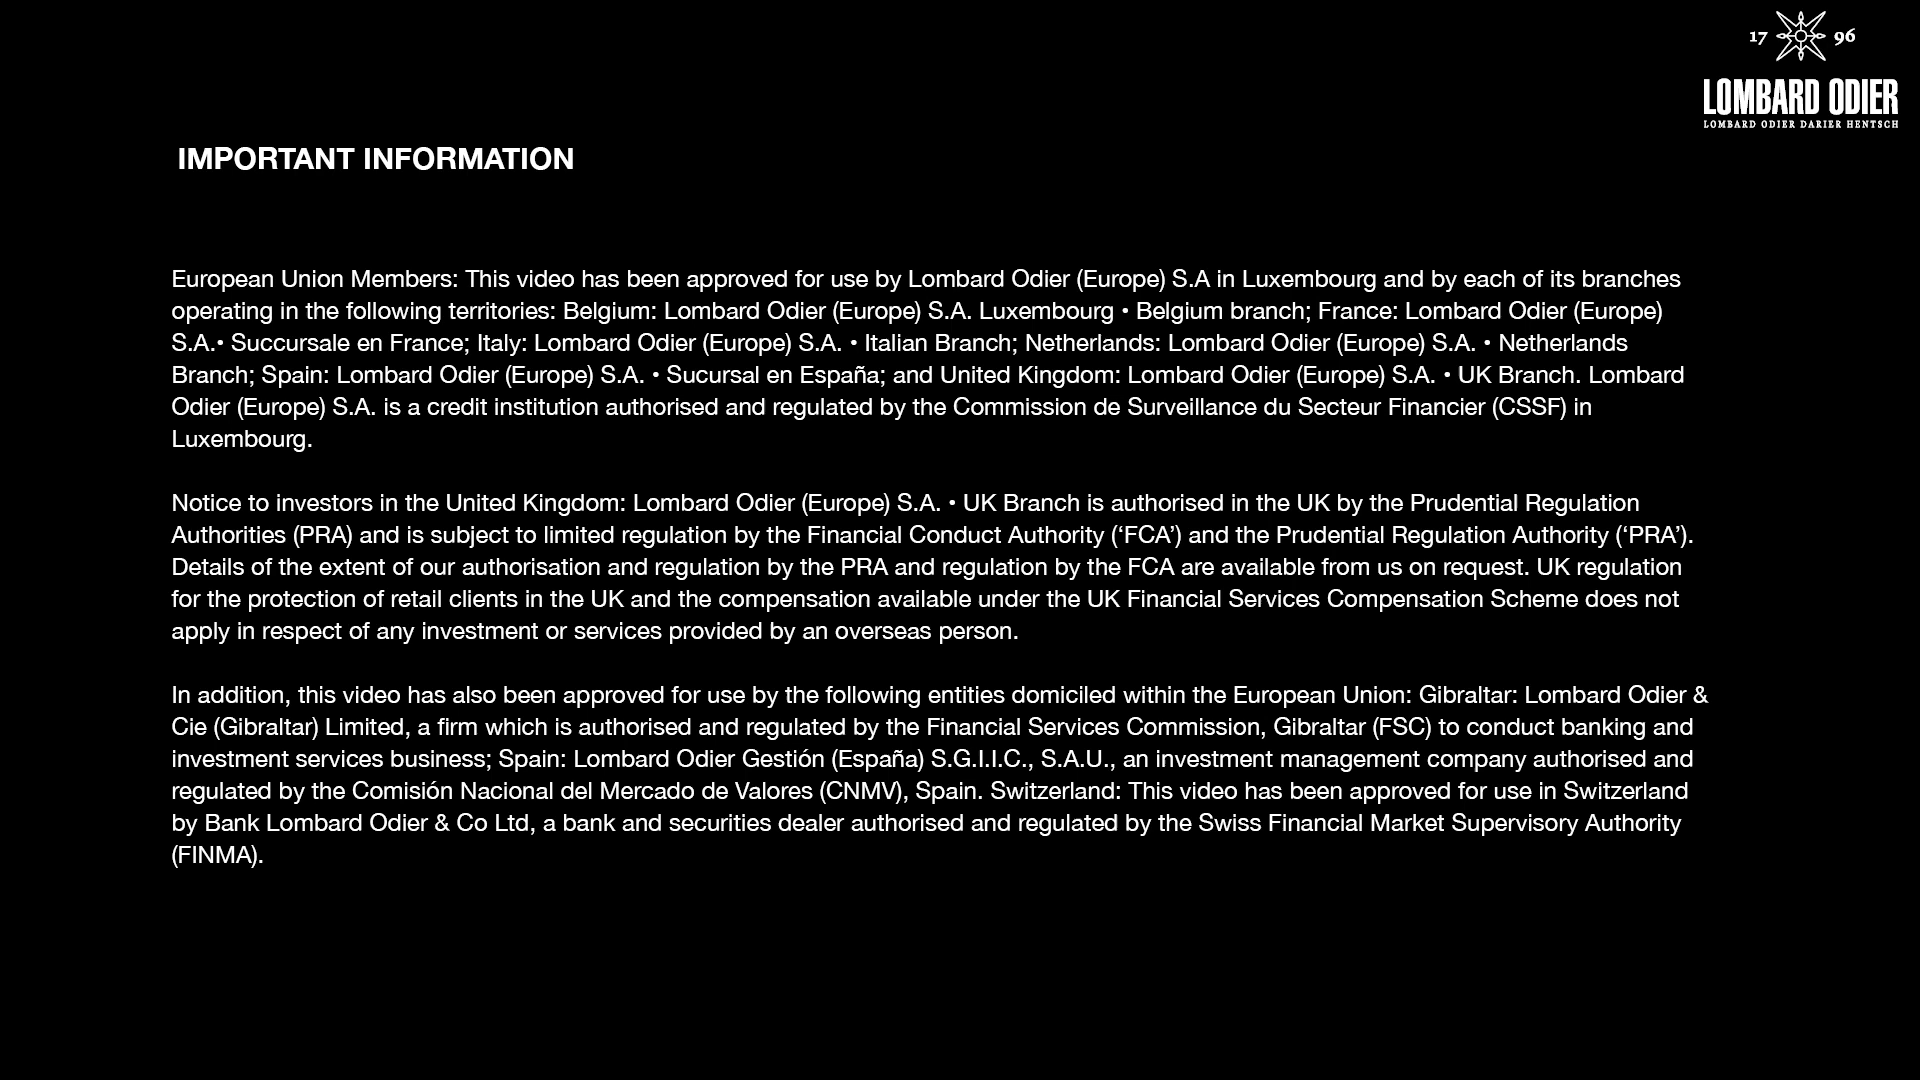 17 96
LOMBARD ODIER
LOMBARD ODIER DARIER HENTSCH
IMPORTANT INFORMATION
European Union Members: This video has been approved for use by Lombard Odier (Europe) S.A in Luxembourg and by each of its branches
operating in the following territories: Belgium: Lombard Odier (Europe) S.A. Luxembourg • Belgium branch; France: Lombard Odier (Europe)
S.A.• Succursale en France; Italy: Lombard Odier (Europe) S.A. • Italian Branch; Netherlands: Lombard Odier (Europe) S.A. • Netherlands
Branch; Spain: Lombard Odier (Europe) S.A. • Sucursal en España; and United Kingdom: Lombard Odier (Europe) S.A. • UK Branch. Lombard
Odier (Europe) S.A. is a credit institution authorised and regulated by the Commission de Surveillance du Secteur Financier (CSSF) in
Luxembourg.
Notice to investors in the United Kingdom: Lombard Odier (Europe) S.A. • UK Branch is authorised in the UK by the Prudential Regulation
Authorities (PRA) and is subject to limited regulation by the Financial Conduct Authority (‘FCA’) and the Prudential Regulation Authority (‘PRA’).
Details of the extent of our authorisation and regulation by the PRA and regulation by the FCA are available from us on request. UK regulation
for the protection of retail clients in the UK and the compensation available under the UK Financial Services Compensation Scheme does not
apply in respect of any investment or services provided by an overseas person.
In addition, this video has also been approved for use by the following entities domiciled within the European Union: Gibraltar: Lombard Odier &
Cie (Gibraltar) Limited, a firm which is authorised and regulated by the Financial Services Commission, Gibraltar (FSC) to conduct banking and
investment services business; Spain: Lombard Odier Gestión (España) S.G.I.I.C., S.A.U., an investment management company authorised and
regulated by the Comisión Nacional del Mercado de Valores (CNMV), Spain. Switzerland: This video has been approved for use in Switzerland
by Bank Lombard Odier & Co Ltd, a bank and securities dealer authorised and regulated by the Swiss Financial Market Supervisory Authority
(FINMA).